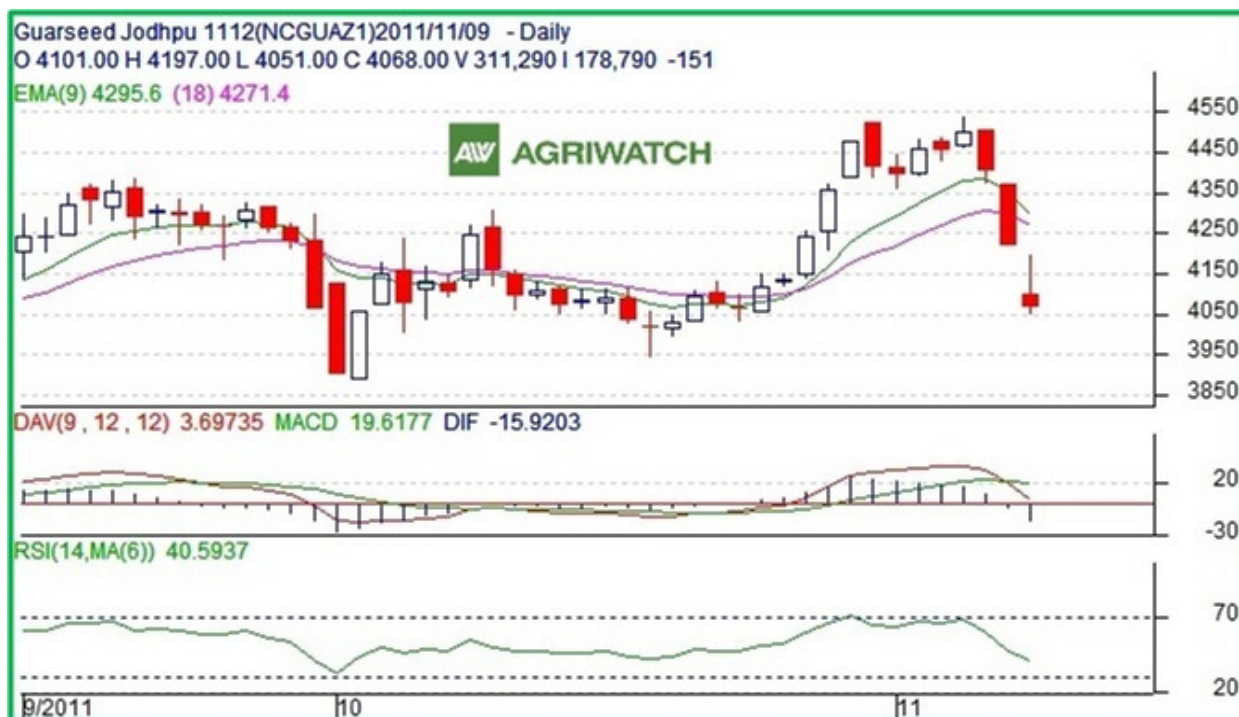 Guarseed Jodhpu 1112(NCGUAZ1)2011/11/09 - Daily
O 4101.00 H 4197.00 L 4051.00 C 4068.00 V 311,290 I 178,790 -151
EMA(9) 4295.6 (18) 4271.4
AW AGRIWATCH
4550
4450
4350
4250
4150
4050
3950
3850
DAV(9 , 12 , 12) 3.69735 MACD 19.6177 DIF -15.9203
20
-30
RSI(14,MA(6)) 40.5937
70
20
9/2011 10 11